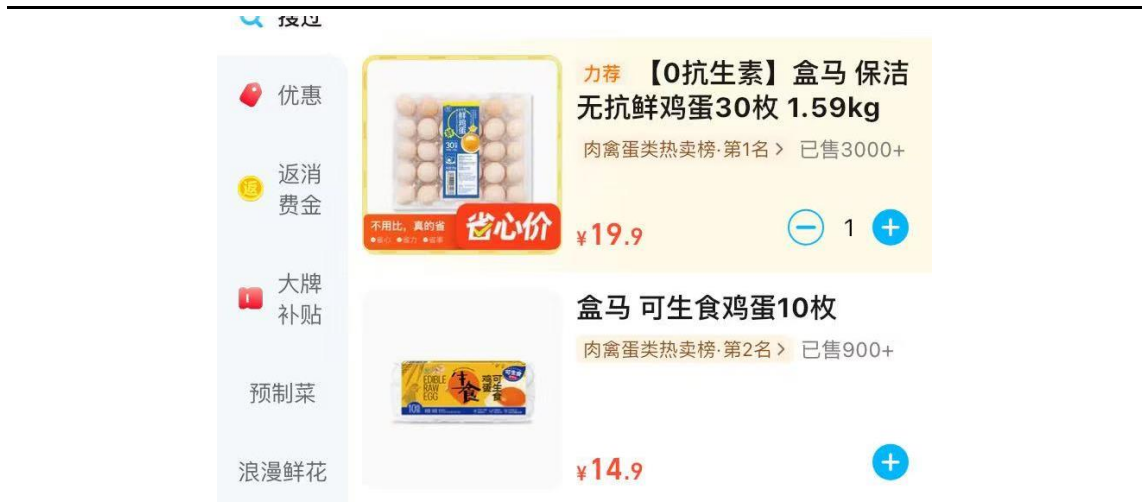 搜过
优惠
返消
费金
大牌
补贴
预制菜
浪漫鲜花
力荐 【0抗生素】盒马 保洁
无抗鲜鸡蛋30枚 1.59kg
肉禽蛋类热卖榜·第1名> 已售3000+
不用比，真的省
省心价
¥19.9
1
盒马 可生食鸡蛋10枚
肉禽蛋类热卖榜·第2名> 已售900+
EDIBLE
RAW
EGG
生食
可生食
鸡蛋
¥14.9